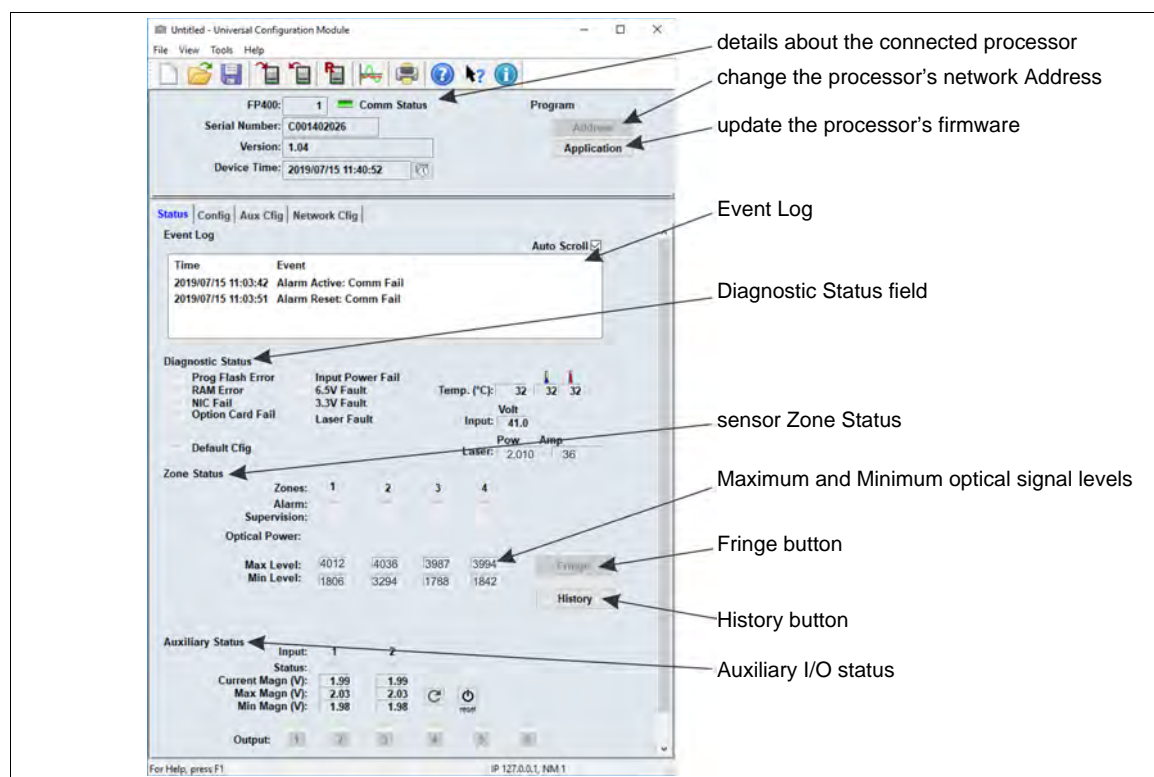 Untitled - Universal Configuration Module
File View Tools Help
FP400: 1 Comm Status Program
Serial Number: C001402026 Address
Version: 1.04 Application
Device Time: 2019/07/15 11:40:52
details about the connected processor
change the processor's network Address
update the processor's firmware
Status Config Aux Cfig Network Cfig
Event Log
Auto Scroll
Time Event
2019/07/15 11:03:42 Alarm Active: Comm Fail
2019/07/15 11:03:51 Alarm Reset: Comm Fail
Event Log
Diagnostic Status field
Diagnostic Status
Prog Flash Error Input Power Fail
RAM Error 6.5V Fault Temp. (°C): 32 32 32
NIC Fail 3.3V Fault
Volt
Option Card Fail Laser Fault Input: 41.0
Pow Amp
Default Cfig Laser: 2,010 36
sensor Zone Status
Zone Status
Zones: 1 2 3 4
Alarm:
Supervision:
Optical Power:
Max Level: 4012 4036 3987 3994 Fringe
Min Level: 1806 3294 1788 1842
History
Maximum and Minimum optical signal levels
Fringe button
History button
Auxiliary Status
Input: 1 2
Status:
Current Magn (V): 1.99 1.99
Max Magn (V): 2.03 2.03
Min Magn (V): 1.98 1.98 reset
Output: 1 2 3 4 5 6
Auxiliary I/O status
For Help, press F1 IP 127.0.0.1, NM 1